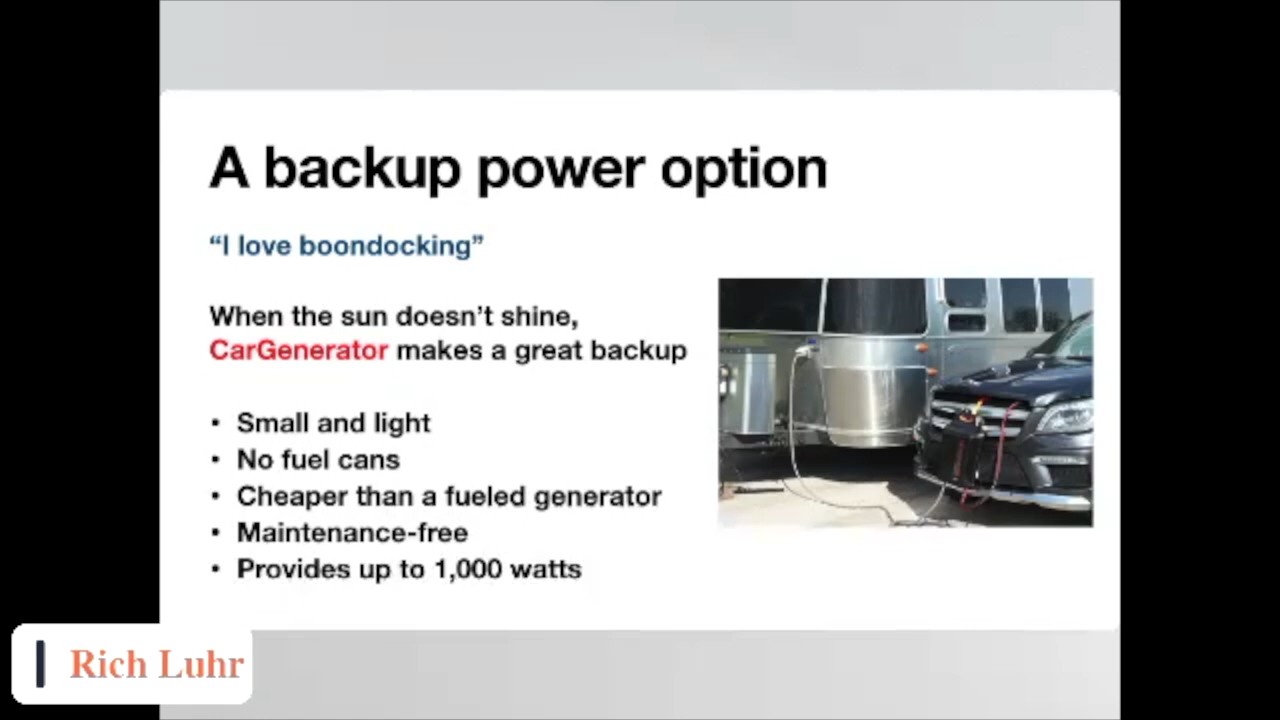 A backup power option
“I love boondocking”
When the sun doesn’t shine,
CarGenerator makes a great backup
• Small and light
• No fuel cans
• Cheaper than a fueled generator
• Maintenance-free
• Provides up to 1,000 watts
Rich Luhr